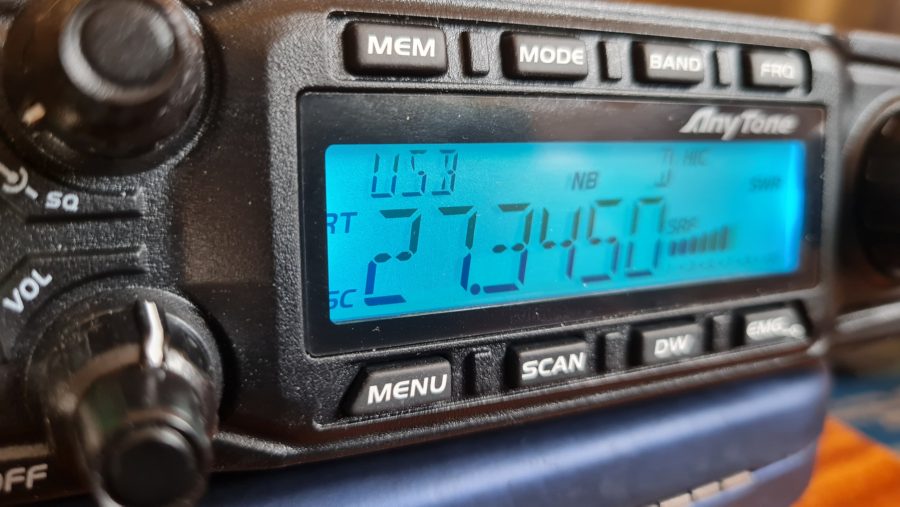 MEM MODE BAND FRQ
AnyTone
USB NB HIC SWR
SQ
RT 27.3450 SRF
VOL
SC
MENU SCAN DW EMG
OFF